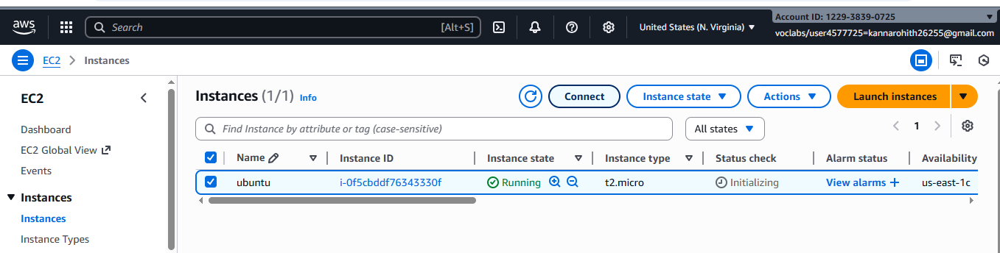 aws
Search [Alt+S]
United States (N. Virginia)
Account ID: 1229-3839-0725
voclabs/user4577725=kannarohith26255@gmail.com
EC2 Instances
EC2
Dashboard
EC2 Global View
Events
Instances
Instances
Instance Types
Instances (1/1) Info
Connect
Instance state
Actions
Launch instances
Find Instance by attribute or tag (case-sensitive)
All states
1
Name Instance ID Instance state Instance type Status check Alarm status Availability
ubuntu i-0f5cbddf76343330f Running t2.micro Initializing View alarms + us-east-1c